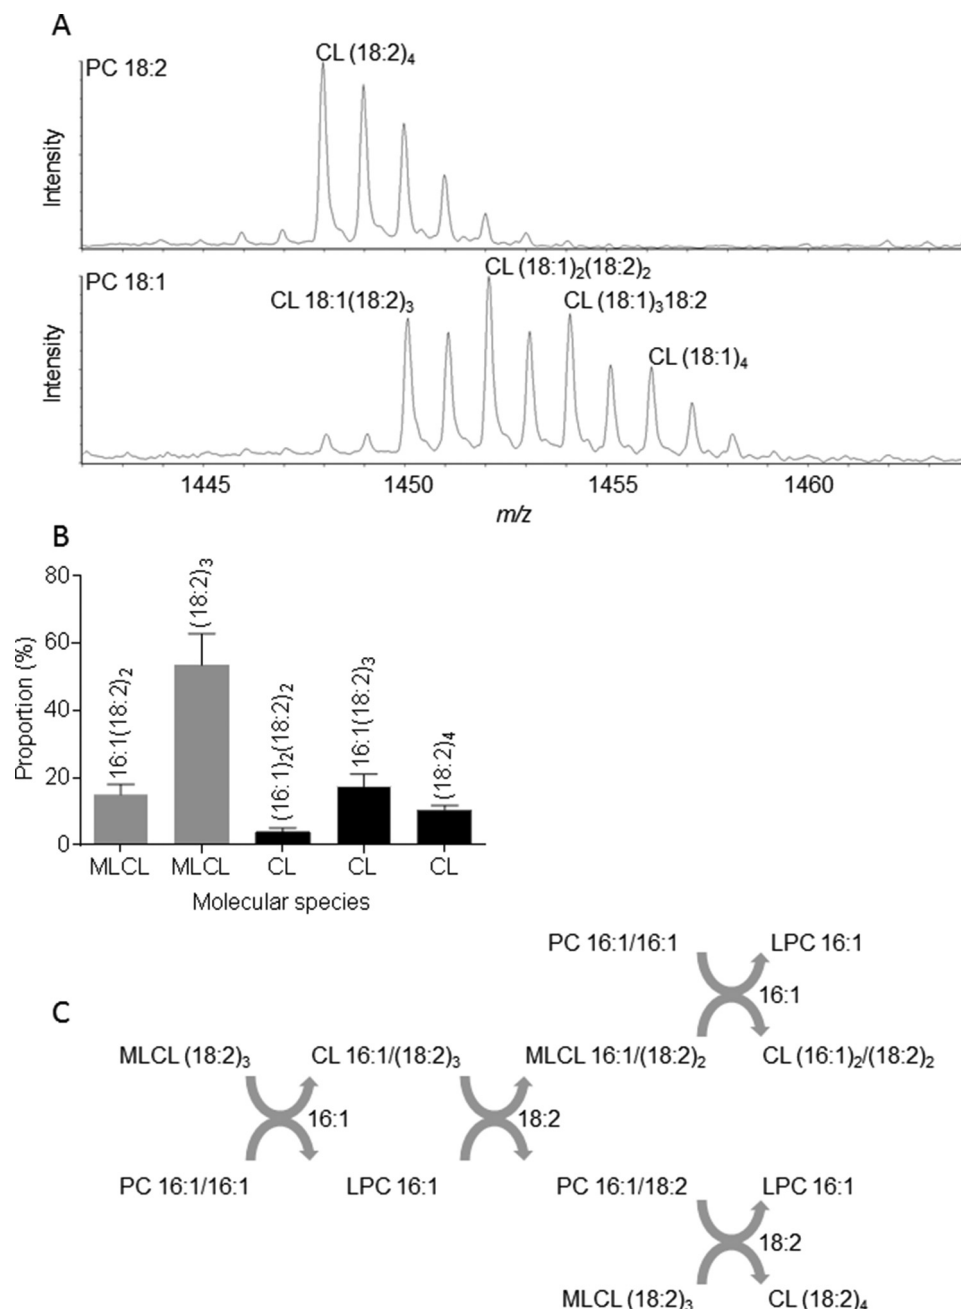 A
PC 18:2
CL (18:2)₄
Intensity
PC 18:1
CL 18:1(18:2)₃
CL (18:1)₂(18:2)₂
CL (18:1)₃18:2
CL (18:1)₄
Intensity
1445 1450 1455 1460
m/z
B
80
60
40
20
0
Proportion (%)
16:1(18:2)₂
(18:2)₃
(16:1)₂(18:2)₂
16:1(18:2)₃
(18:2)₄
MLCL MLCL CL CL CL
Molecular species
C
PC 16:1/16:1 LPC 16:1
16:1
MLCL (18:2)₃ CL 16:1/(18:2)₃ MLCL 16:1/(18:2)₂ CL (16:1)₂/(18:2)₂
16:1 18:2
PC 16:1/16:1 LPC 16:1 PC 16:1/18:2 LPC 16:1
18:2
MLCL (18:2)₃ CL (18:2)₄